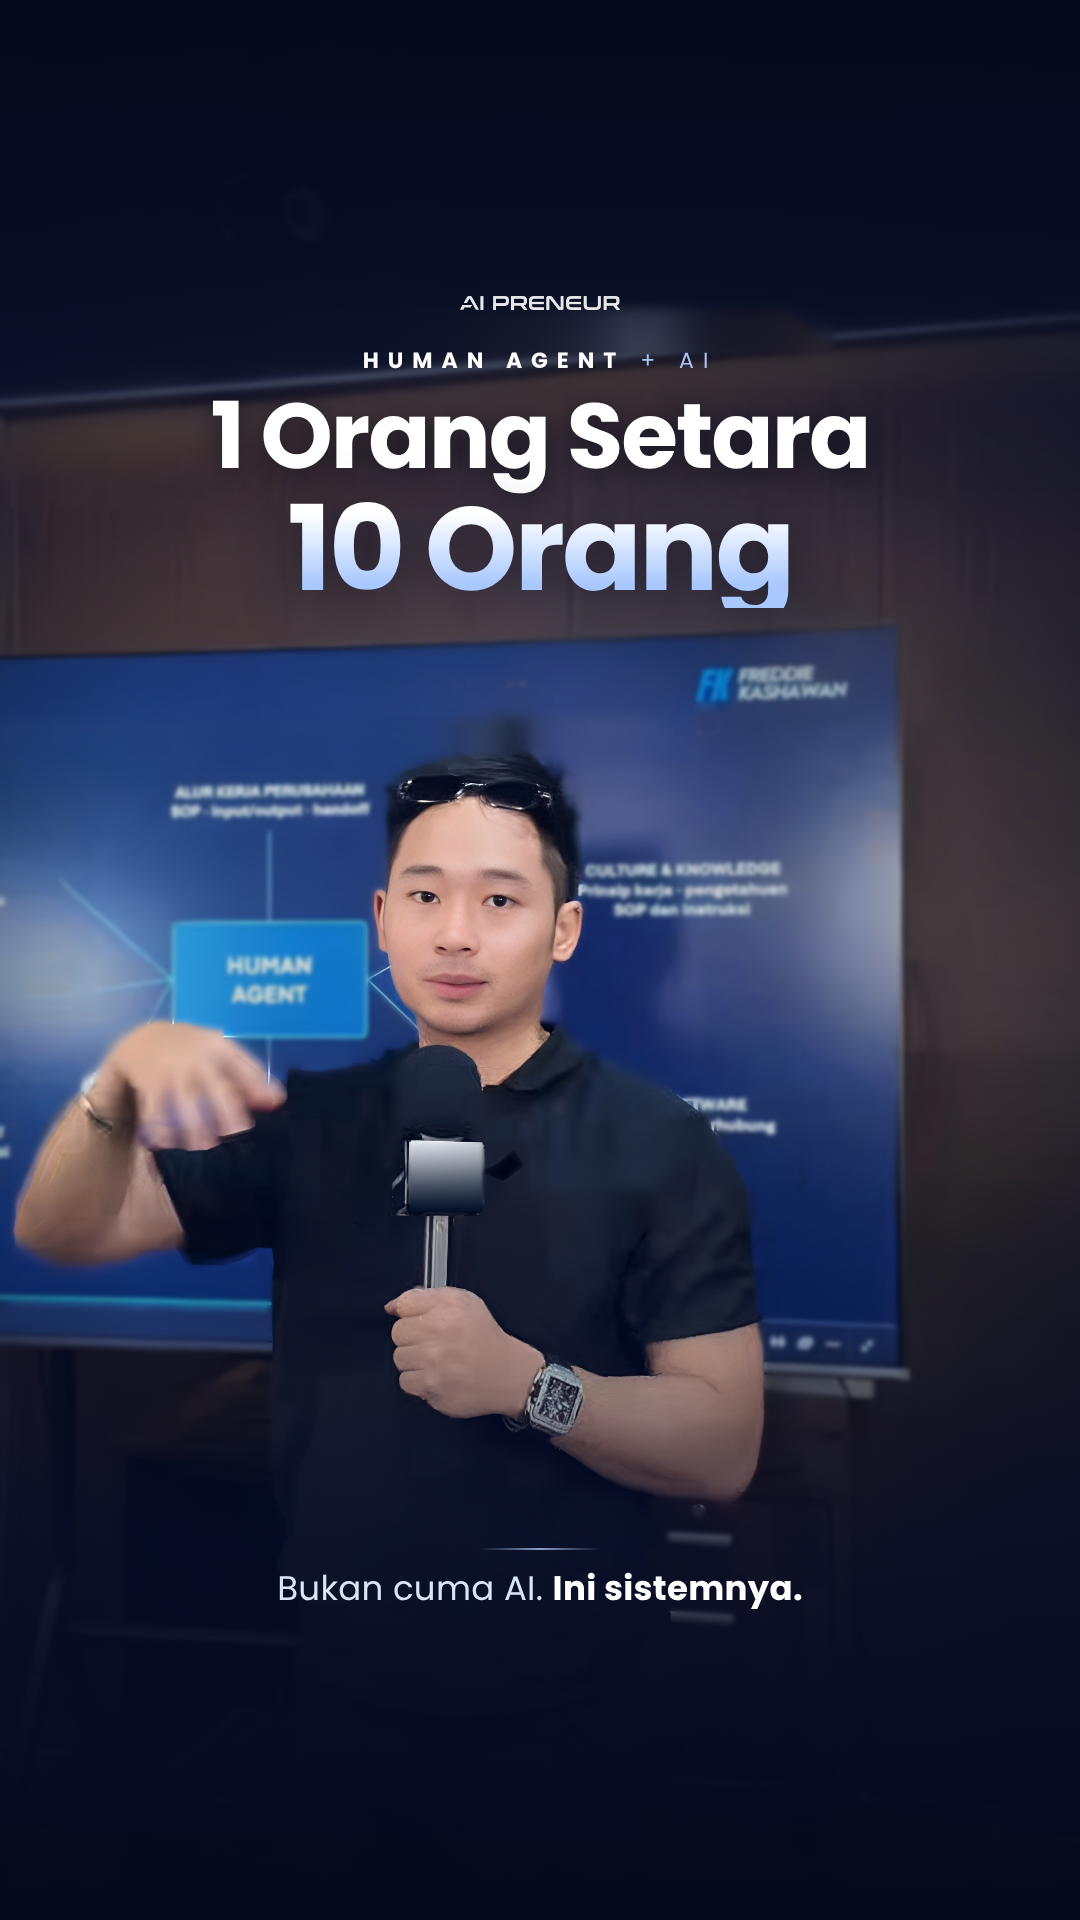 AI PRENEUR
HUMAN AGENT + AI
1 Orang Setara
10 Orang
FK FREDDIE
KASHAWAN
ALUR KERJA PERUSAHAAN
SOP · input/output · handoff
CULTURE & KNOWLEDGE
Prinsip kerja · pengetahuan
SOP dan instruksi
HUMAN
AGENT
Bukan cuma AI. Ini sistemnya.